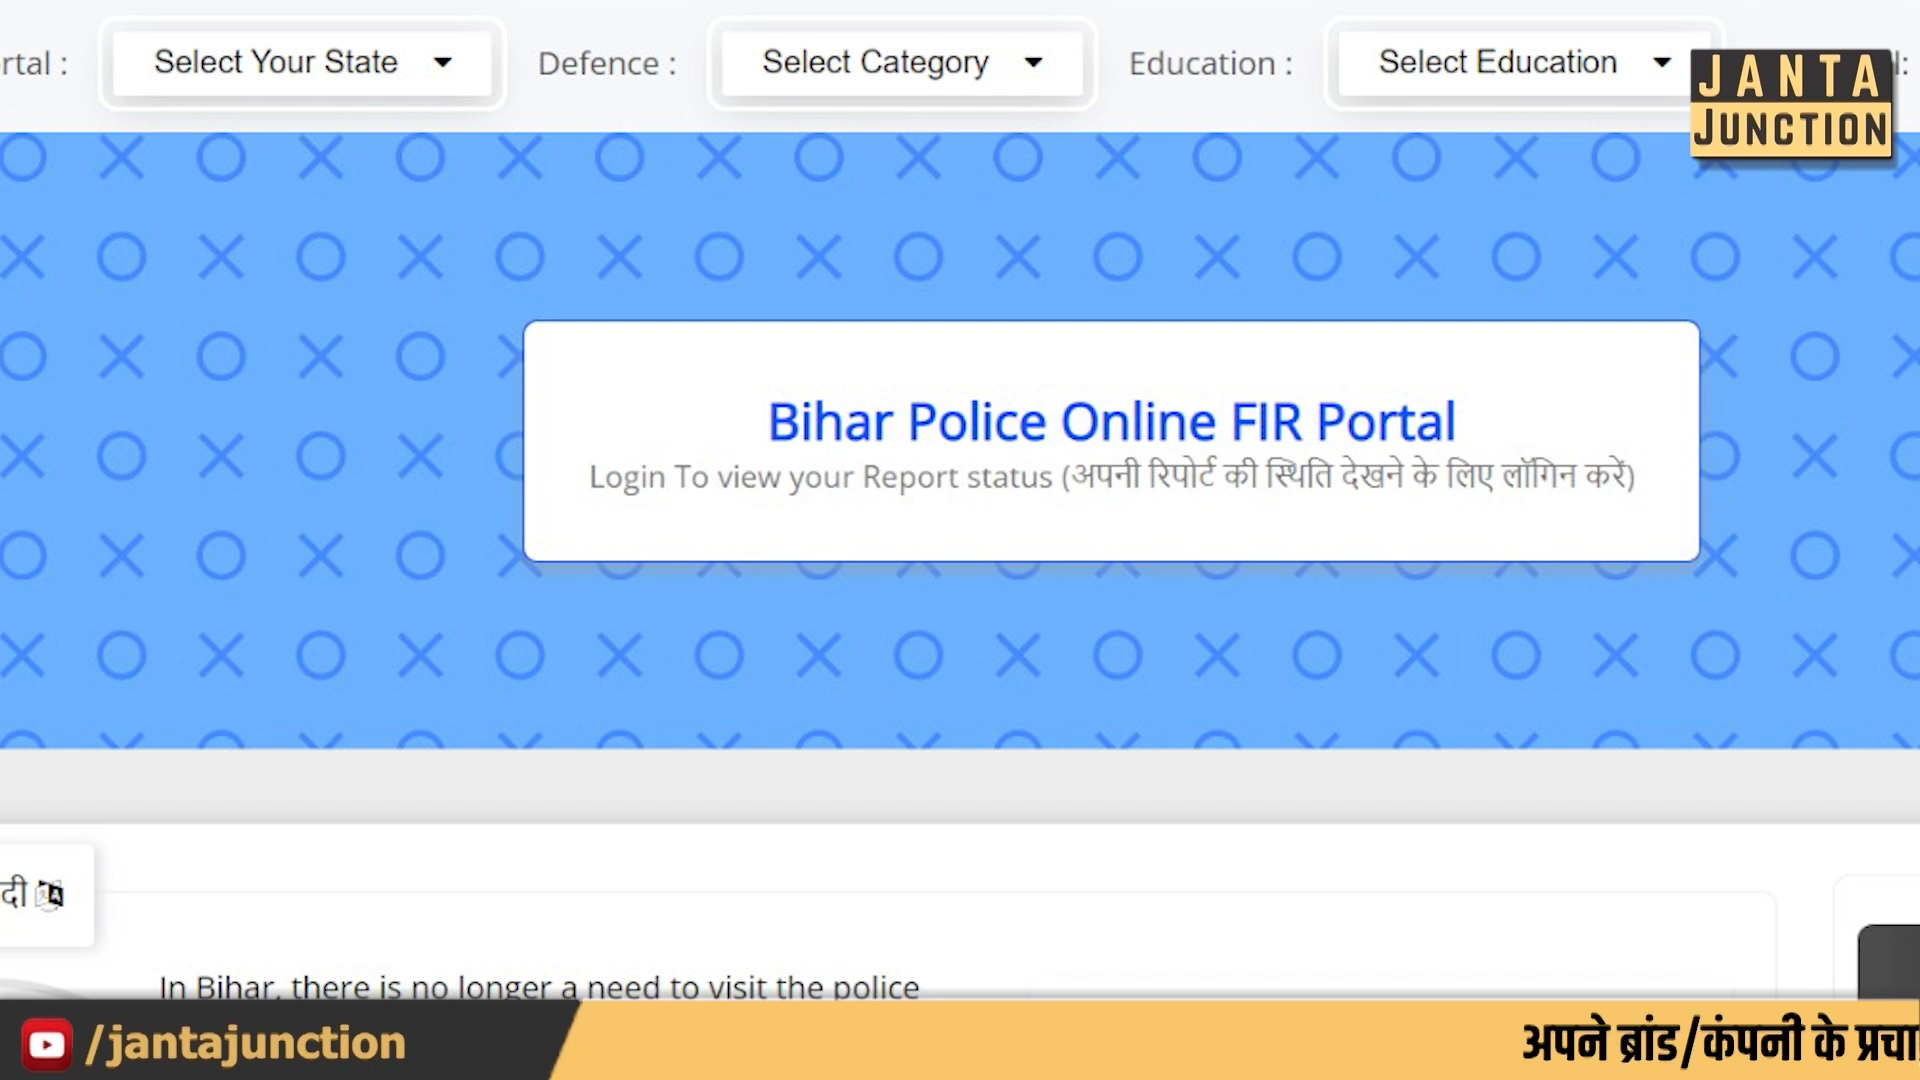 rtal : Select Your State Defence : Select Category Education : Select Education
JANTA
JUNCTION
Bihar Police Online FIR Portal
Login To view your Report status (अपनी रिपोर्ट की स्थिति देखने के लिए लॉगिन करें)
दी
In Bihar, there is no longer a need to visit the police
/jantajunction
अपने ब्रांड/कंपनी के प्रचा